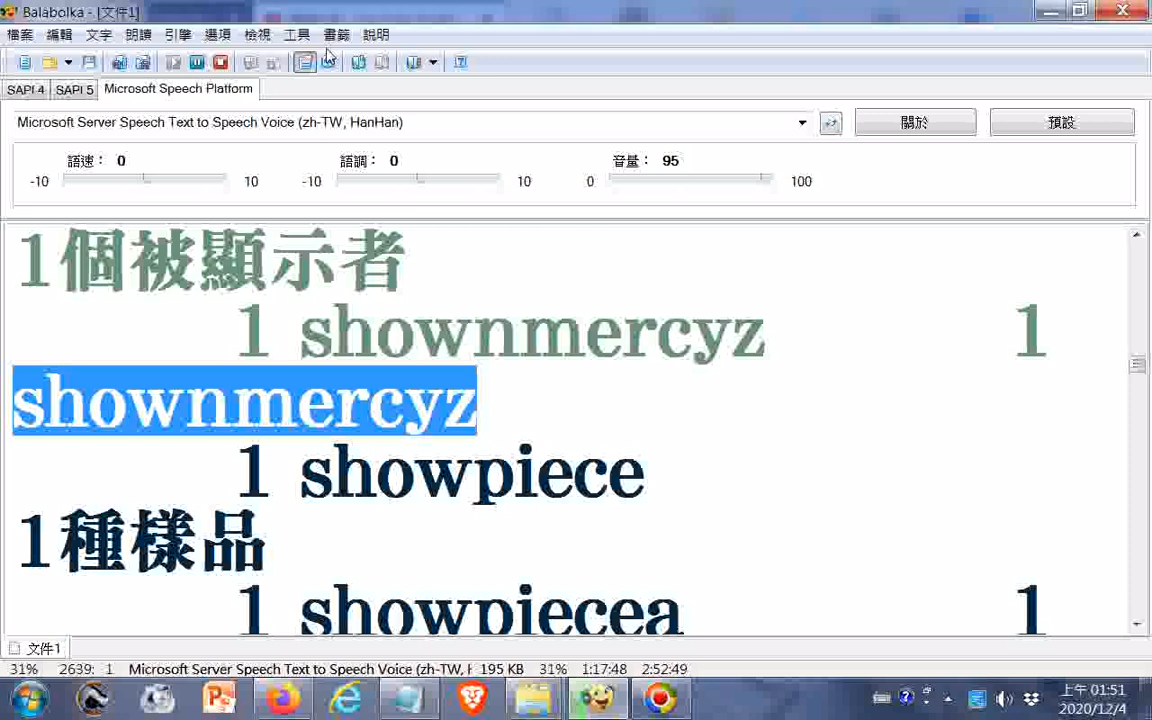 Balabolka - [文件1]
檔案 編輯 文字 朗讀 引擎 選項 檢視 工具 書籤 說明
SAPI 4 SAPI 5 Microsoft Speech Platform
Microsoft Server Speech Text to Speech Voice (zh-TW, HanHan) 關於 預設
語速: 0 語調: 0 音量: 95
-10 10 -10 10 0 100
1個被顯示者
1 shownmercyz 1
shownmercyz
1 showpiece
1種樣品
1 showpiecea 1
文件1
31% 2639: 1 Microsoft Server Speech Text to Speech Voice (zh-TW, 195 KB 31% 1:17:48 2:52:49
上午 01:51
2020/12/4